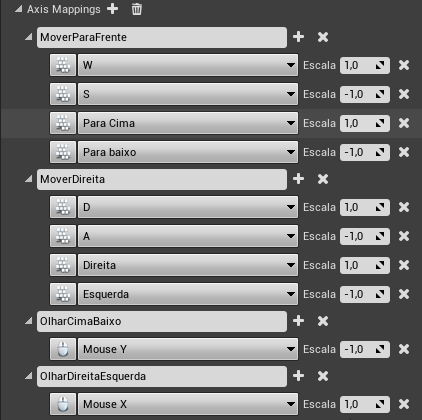 Axis Mappings
MoverParaFrente
W Escala 1,0
S Escala -1,0
Para Cima Escala 1,0
Para baixo Escala -1,0
MoverDireita
D Escala 1,0
A Escala -1,0
Direita Escala 1,0
Esquerda Escala -1,0
OlharCimaBaixo
Mouse Y Escala -1,0
OlharDireitaEsquerda
Mouse X Escala 1,0